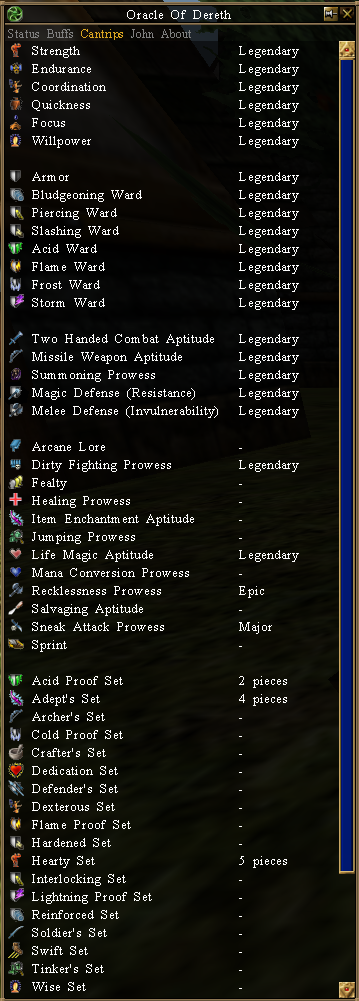 Oracle Of Dereth
Status Buffs Cantrips John About
Strength Legendary
Endurance Legendary
Coordination Legendary
Quickness Legendary
Focus Legendary
Willpower Legendary
Armor Legendary
Bludgeoning Ward Legendary
Piercing Ward Legendary
Slashing Ward Legendary
Acid Ward Legendary
Flame Ward Legendary
Frost Ward Legendary
Storm Ward Legendary
Two Handed Combat Aptitude Legendary
Missile Weapon Aptitude Legendary
Summoning Prowess Legendary
Magic Defense (Resistance) Legendary
Melee Defense (Invulnerability) Legendary
Arcane Lore -
Dirty Fighting Prowess Legendary
Fealty -
Healing Prowess -
Item Enchantment Aptitude -
Jumping Prowess -
Life Magic Aptitude Legendary
Mana Conversion Prowess -
Recklessness Prowess Epic
Salvaging Aptitude -
Sneak Attack Prowess Major
Sprint -
Acid Proof Set 2 pieces
Adept's Set 4 pieces
Archer's Set -
Cold Proof Set -
Crafter's Set -
Dedication Set -
Defender's Set -
Dexterous Set -
Flame Proof Set -
Hardened Set -
Hearty Set 5 pieces
Interlocking Set -
Lightning Proof Set -
Reinforced Set -
Soldier's Set -
Swift Set -
Tinker's Set -
Wise Set -